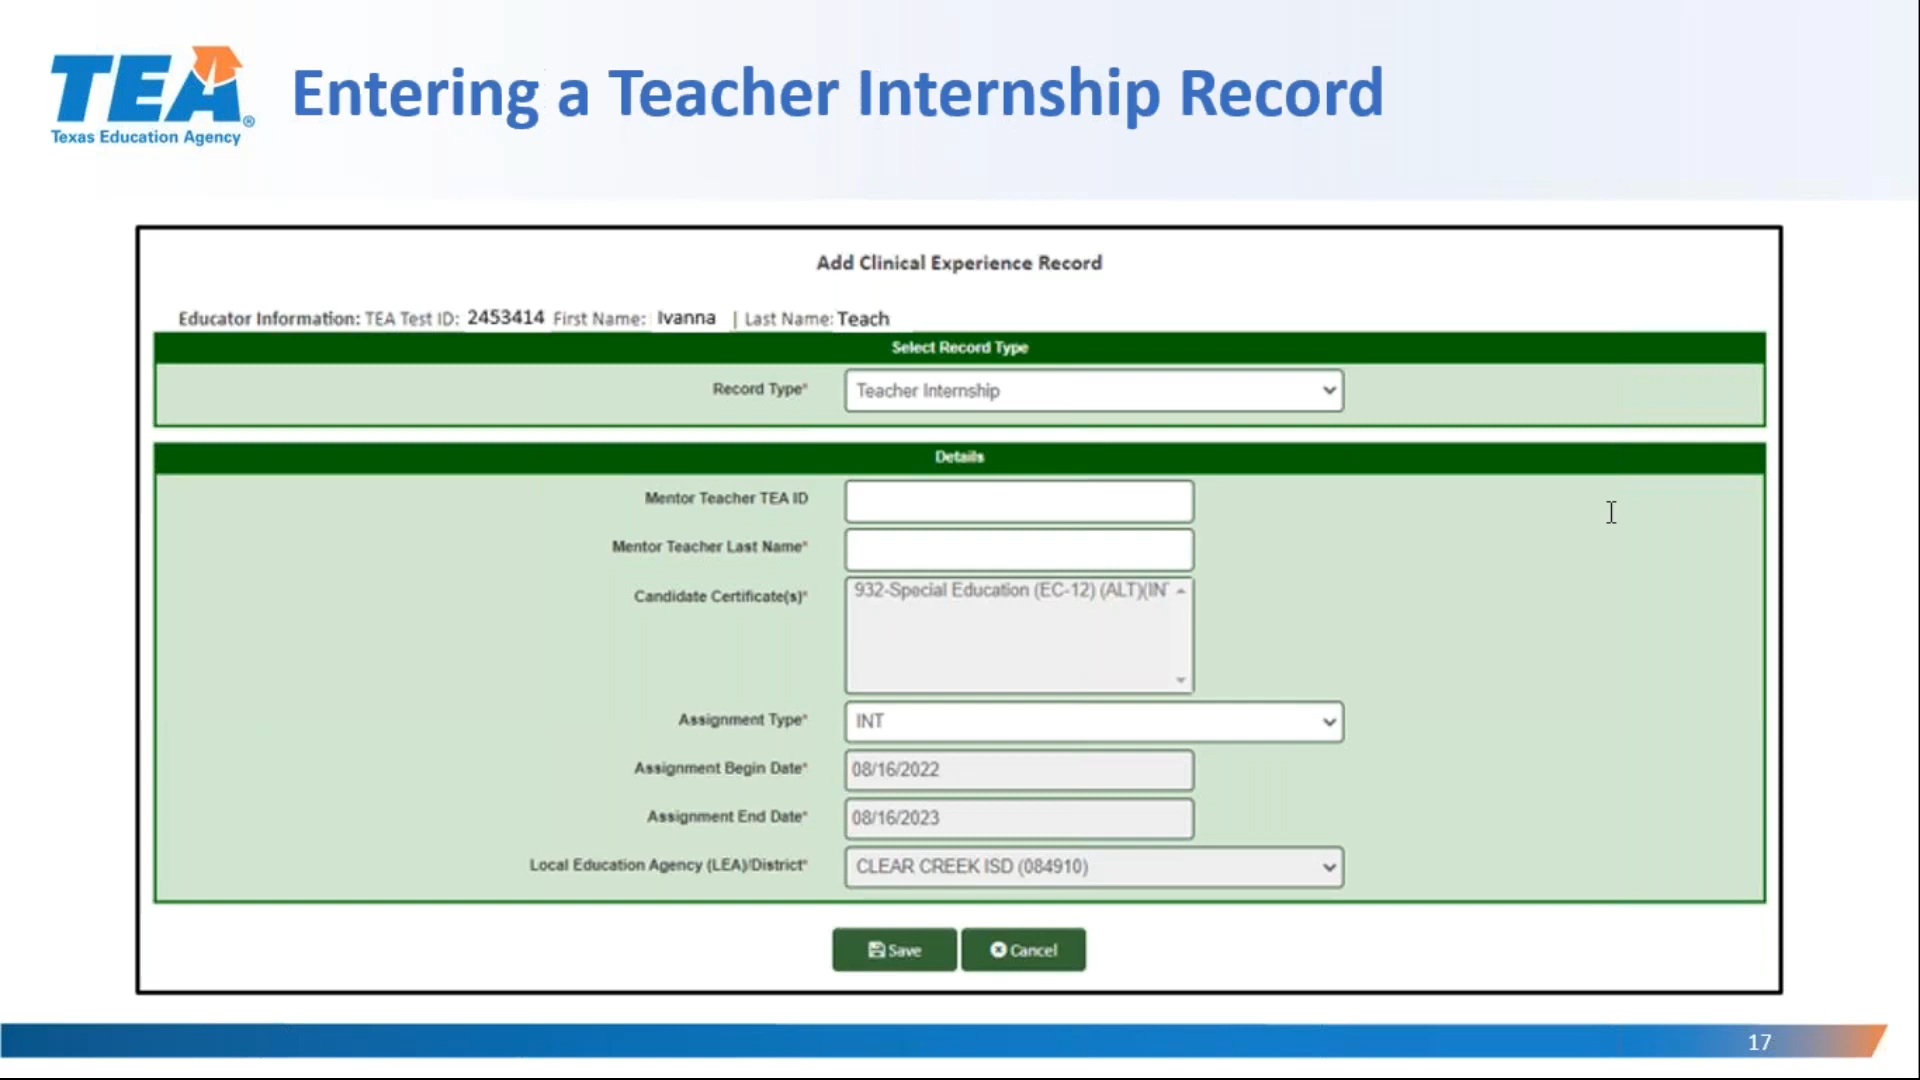 TEA®
Texas Education Agency
Entering a Teacher Internship Record
Add Clinical Experience Record
Educator Information: TEA Test ID: 2453414 First Name: Ivanna | Last Name: Teach
Select Record Type
Record Type* Teacher Internship
Details
Mentor Teacher TEA ID
Mentor Teacher Last Name*
Candidate Certificate(s)* 932-Special Education (EC-12) (ALT)(INT
Assignment Type* INT
Assignment Begin Date* 08/16/2022
Assignment End Date* 08/16/2023
Local Education Agency (LEA)/District* CLEAR CREEK ISD (084910)
Save Cancel
17